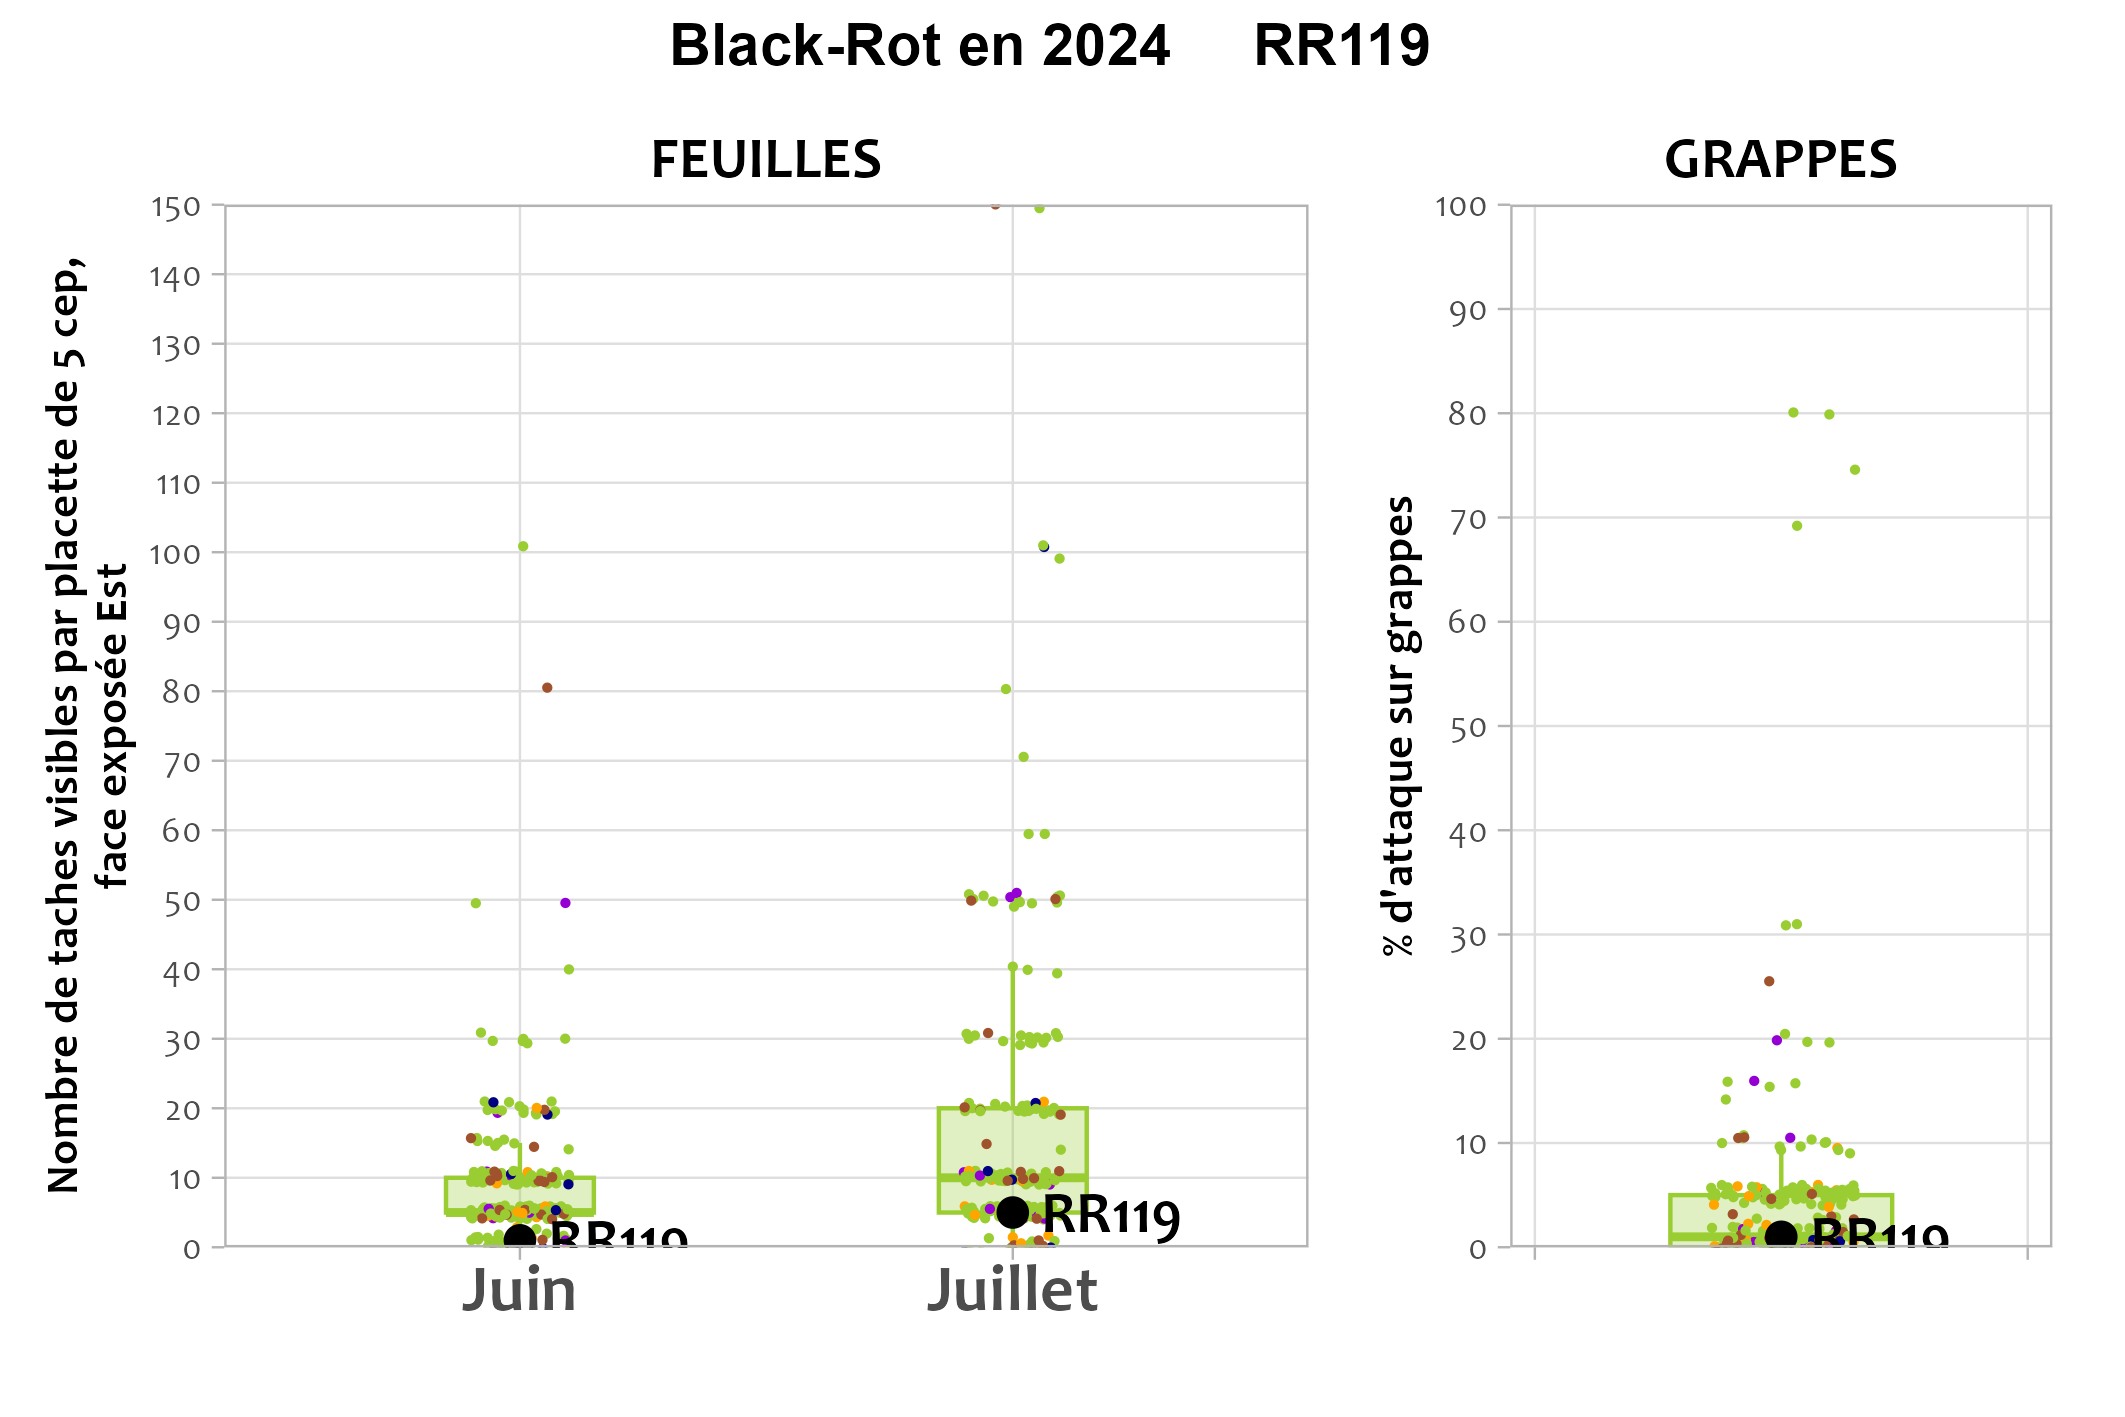 Black-Rot en 2024 RR119
FEUILLES
GRAPPES
Nombre de taches visibles par placette de 5 cep,
face exposée Est
150
140
130
120
110
100
90
80
70
60
50
40
30
20
10
0
RR119
RR119
Juin
Juillet
% d'attaque sur grappes
100
90
80
70
60
50
40
30
20
10
0
RR119